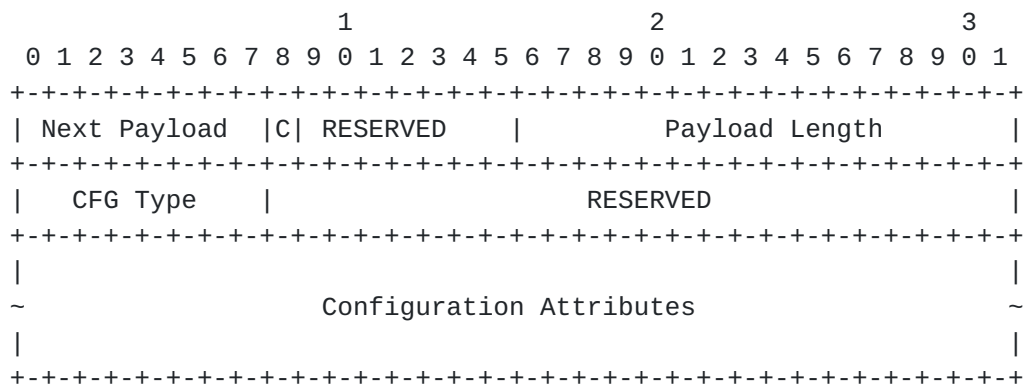 1                   2                   3
 0 1 2 3 4 5 6 7 8 9 0 1 2 3 4 5 6 7 8 9 0 1 2 3 4 5 6 7 8 9 0 1
+-+-+-+-+-+-+-+-+-+-+-+-+-+-+-+-+-+-+-+-+-+-+-+-+-+-+-+-+-+-+-+-+
| Next Payload  |C| RESERVED    |         Payload Length        |
+-+-+-+-+-+-+-+-+-+-+-+-+-+-+-+-+-+-+-+-+-+-+-+-+-+-+-+-+-+-+-+-+
|   CFG Type    |                    RESERVED                   |
+-+-+-+-+-+-+-+-+-+-+-+-+-+-+-+-+-+-+-+-+-+-+-+-+-+-+-+-+-+-+-+-+
|                                                               |
~                   Configuration Attributes                    ~
|                                                               |
+-+-+-+-+-+-+-+-+-+-+-+-+-+-+-+-+-+-+-+-+-+-+-+-+-+-+-+-+-+-+-+-+